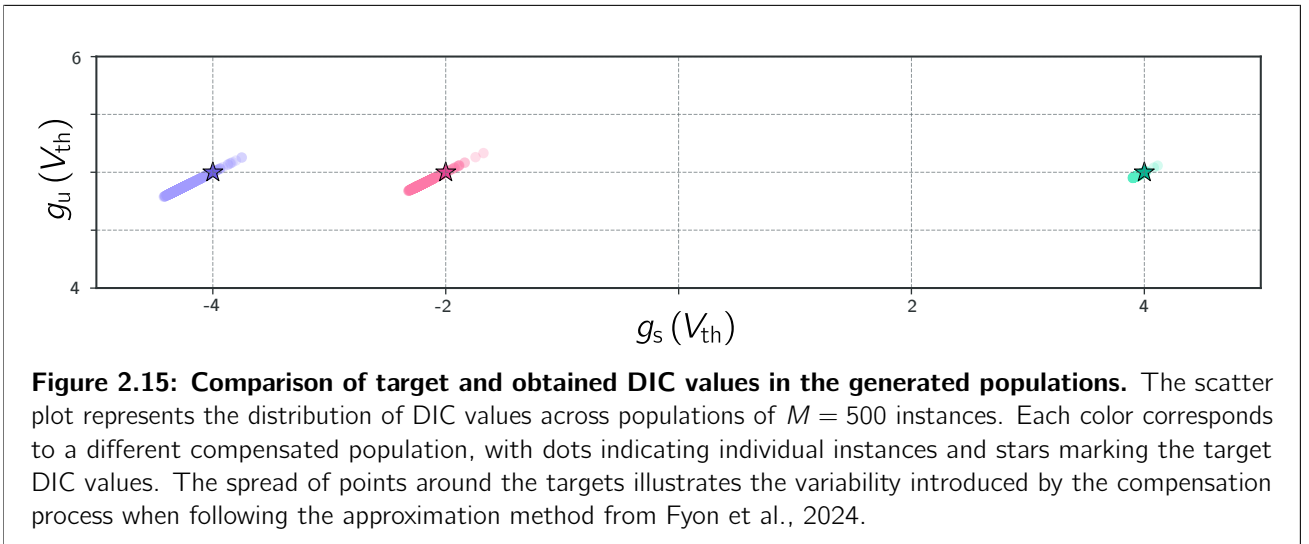 6
4
g_u (V_th)
-4 -2 2 4
g_s (V_th)
Figure 2.15: Comparison of target and obtained DIC values in the generated populations. The scatter
plot represents the distribution of DIC values across populations of M = 500 instances. Each color corresponds
to a different compensated population, with dots indicating individual instances and stars marking the target
DIC values. The spread of points around the targets illustrates the variability introduced by the compensation
process when following the approximation method from Fyon et al., 2024.